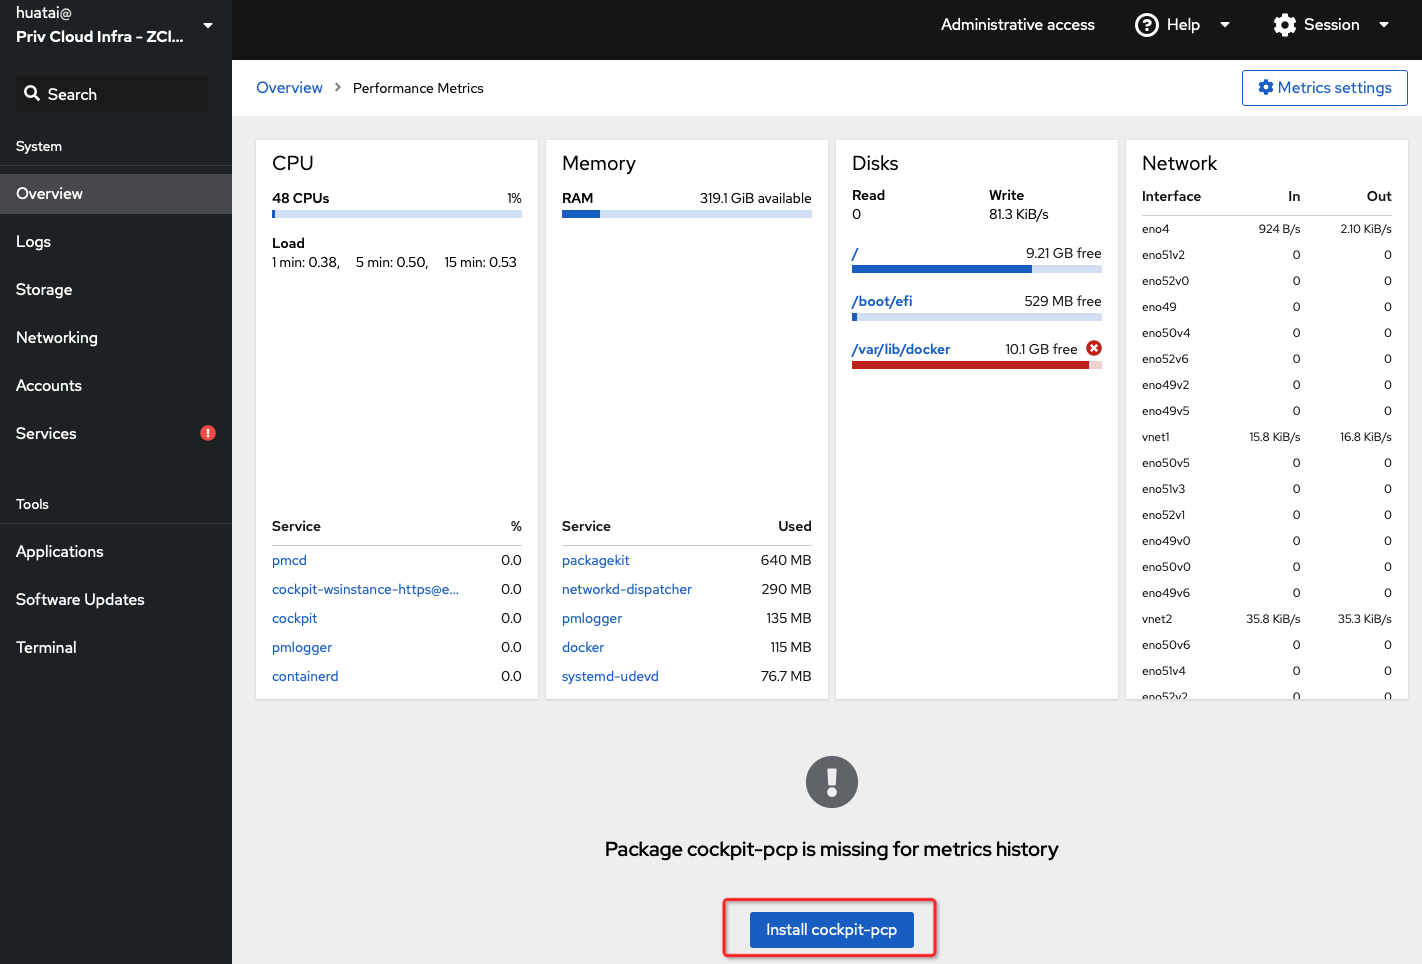 huatai@
Priv Cloud Infra - ZCl...
Administrative access
Help
Session
Search
System
Overview
Logs
Storage
Networking
Accounts
Services
Tools
Applications
Software Updates
Terminal
Overview > Performance Metrics
Metrics settings
CPU
48 CPUs 1%
Load
1 min: 0.38, 5 min: 0.50, 15 min: 0.53
Service %
pmcd 0.0
cockpit-wsinstance-https@e... 0.0
cockpit 0.0
pmlogger 0.0
containerd 0.0
Memory
RAM 319.1 GiB available
Service Used
packagekit 640 MB
networkd-dispatcher 290 MB
pmlogger 135 MB
docker 115 MB
systemd-udevd 76.7 MB
Disks
Read Write
0 81.3 KiB/s
/ 9.21 GB free
/boot/efi 529 MB free
/var/lib/docker 10.1 GB free
Network
Interface In Out
eno4 924 B/s 2.10 KiB/s
eno51v2 0 0
eno52v0 0 0
eno49 0 0
eno50v4 0 0
eno52v6 0 0
eno49v2 0 0
eno49v5 0 0
vnet1 15.8 KiB/s 16.8 KiB/s
eno50v5 0 0
eno51v3 0 0
eno52v1 0 0
eno49v0 0 0
eno50v0 0 0
eno49v6 0 0
vnet2 35.8 KiB/s 35.3 KiB/s
eno50v6 0 0
eno51v4 0 0
eno52v2 0 0
Package cockpit-pcp is missing for metrics history
Install cockpit-pcp